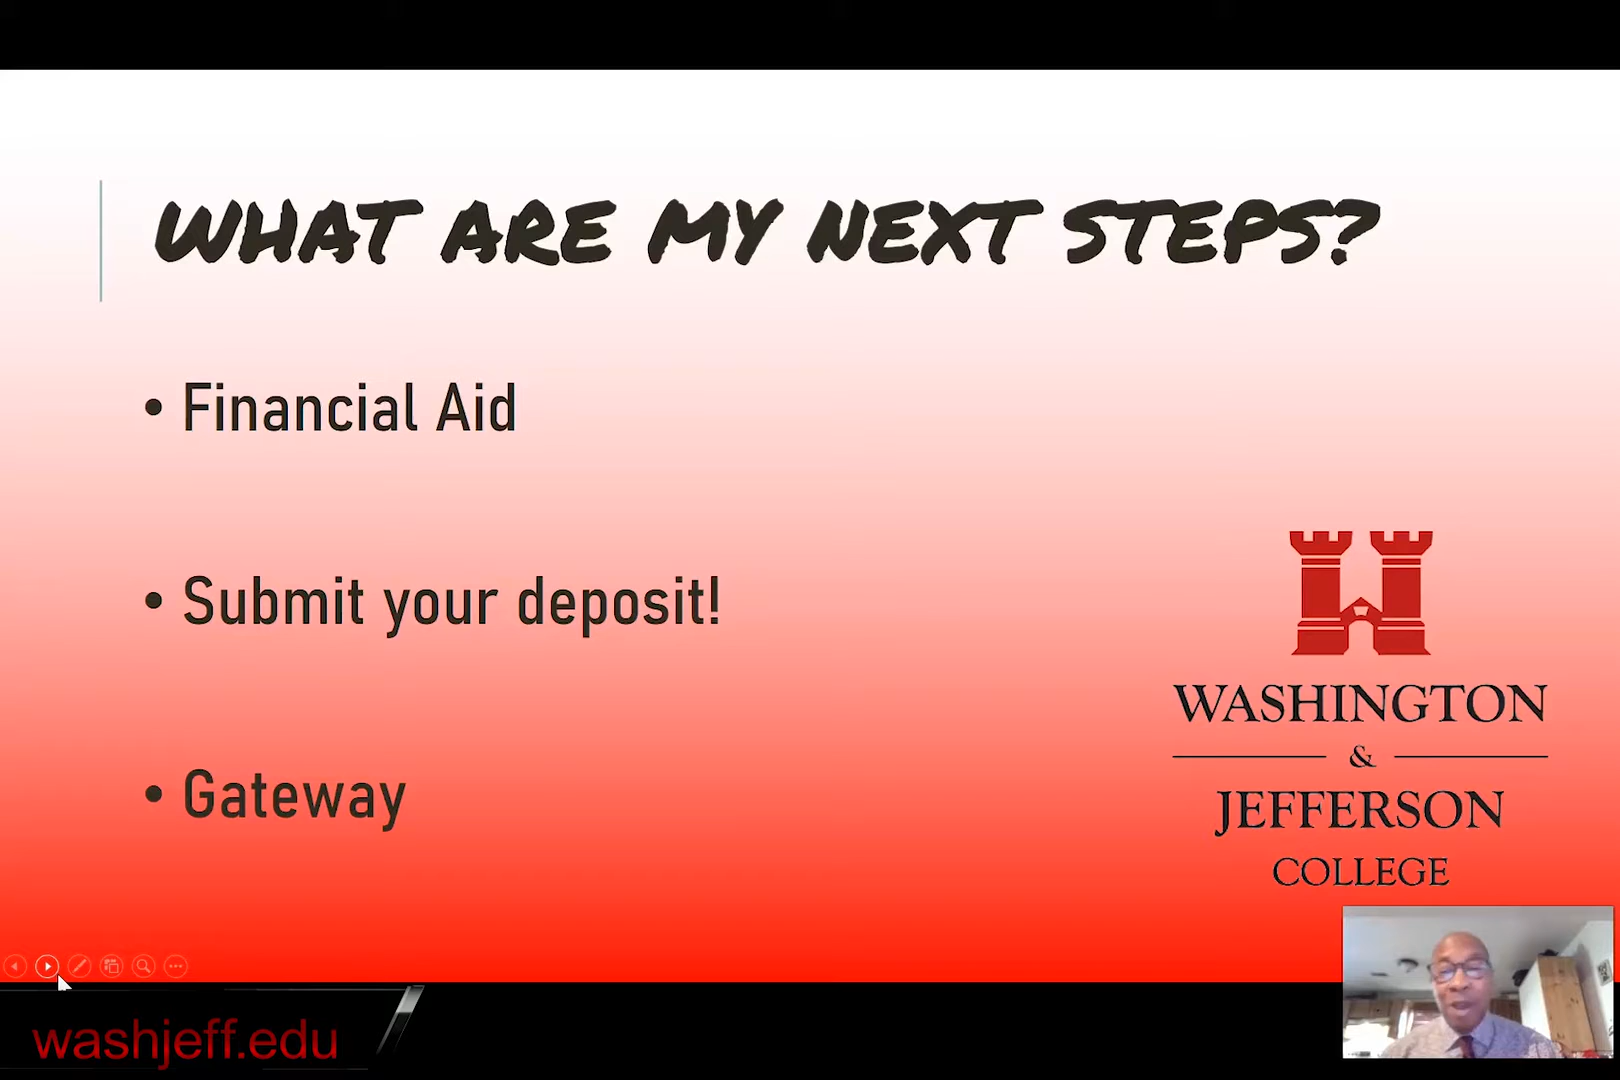 WHAT ARE MY NEXT STEPS?
• Financial Aid
• Submit your deposit!
• Gateway
WASHINGTON
&
JEFFERSON
COLLEGE
washjeff.edu